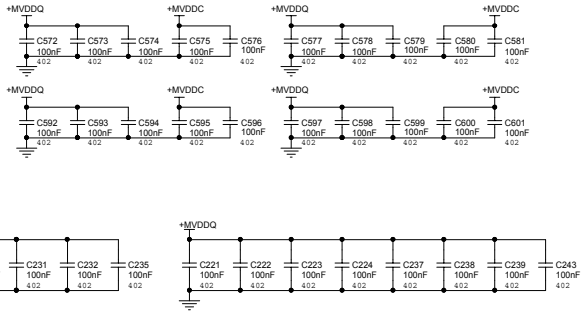 +MVDDQ +MVDDC +MVDDQ +MVDDC
C572 C573 C574 C575 C576 C577 C578 C579 C580 C581
100nF 100nF 100nF 100nF 100nF 100nF 100nF 100nF 100nF 100nF
402 402 402 402 402 402 402 402 402 402
+MVDDQ +MVDDC +MVDDQ +MVDDC
C592 C593 C594 C595 C596 C597 C598 C599 C600 C601
100nF 100nF 100nF 100nF 100nF 100nF 100nF 100nF 100nF 100nF
402 402 402 402 402 402 402 402 402 402
+MVDDQ
C231 C232 C235 C221 C222 C223 C224 C237 C238 C239 C243
100nF 100nF 100nF 100nF 100nF 100nF 100nF 100nF 100nF 100nF 100nF
402 402 402 402 402 402 402 402 402 402 402